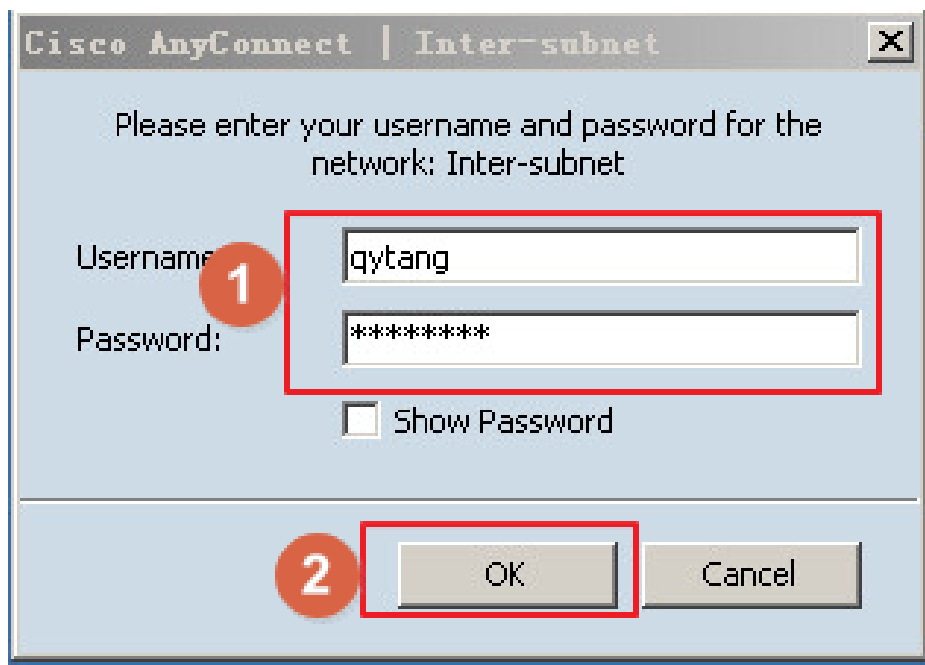 Cisco AnyConnect | Inter-subnet
Please enter your username and password for the
network: Inter-subnet
Username
qytang
1
Password:
********
Show Password
2
OK
Cancel